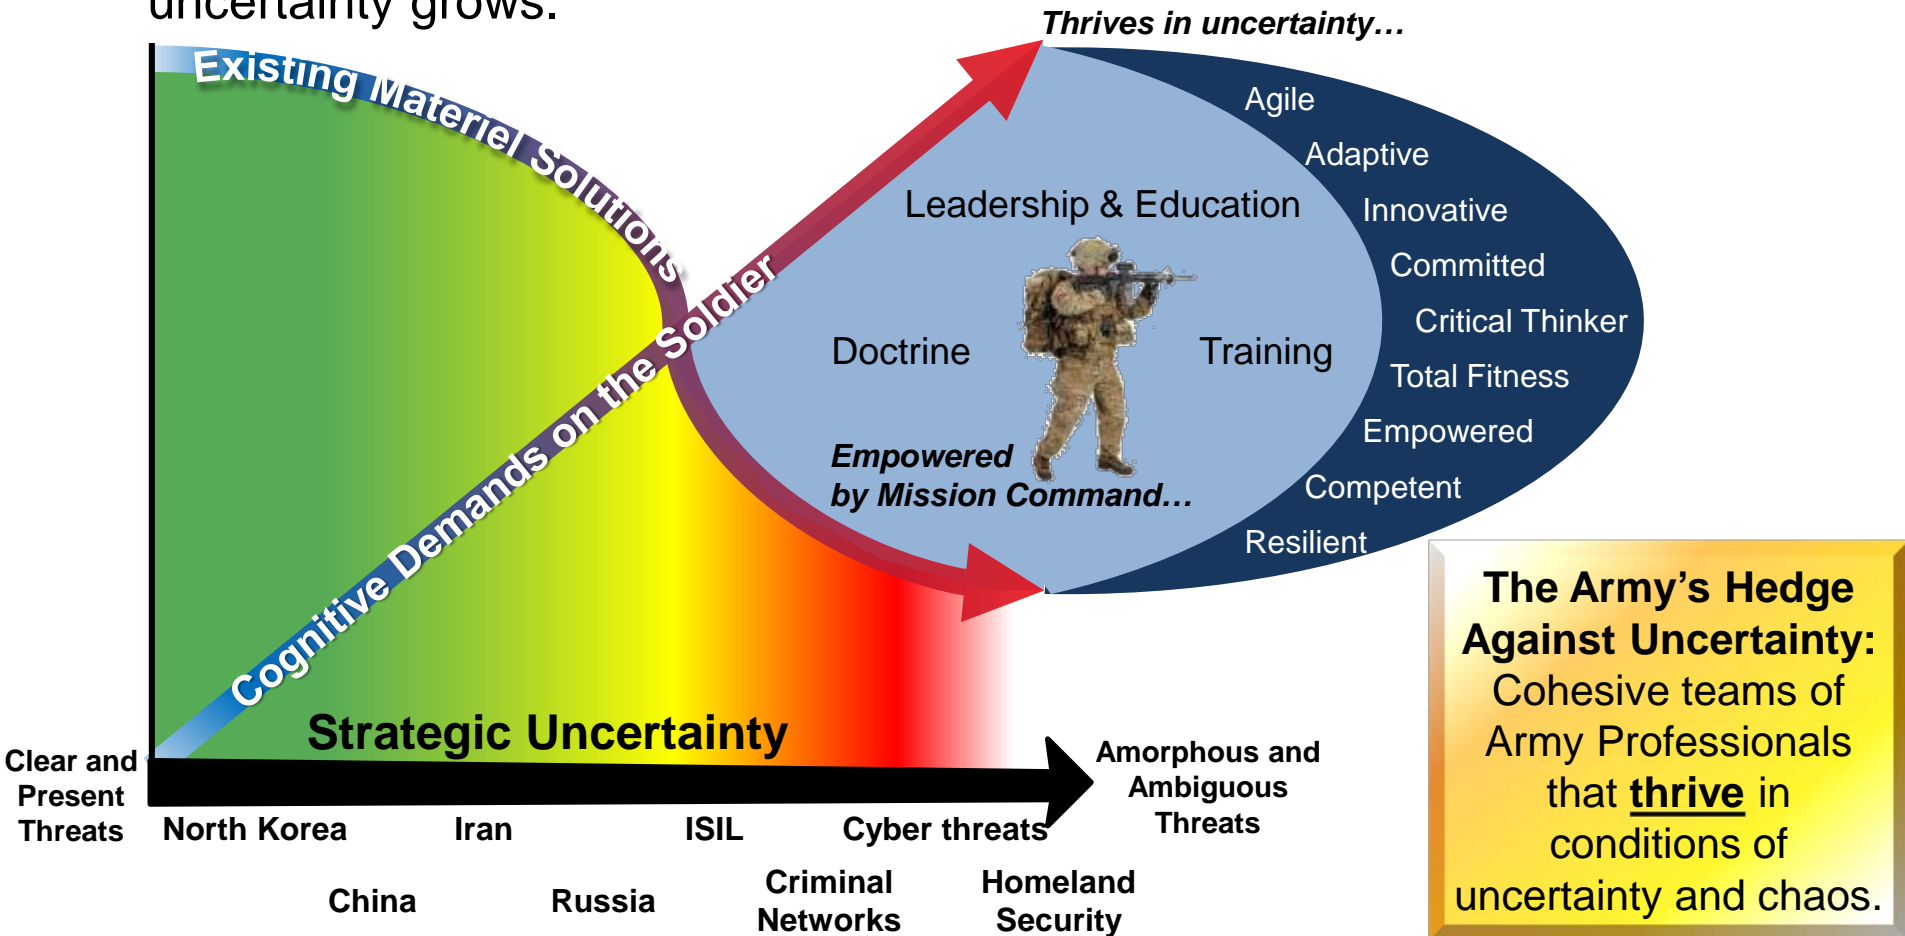 uncertainty grows.
Thrives in uncertainty…
Existing Materiel Solutions
Cognitive Demands on the Soldier
Agile
Adaptive
Innovative
Committed
Critical Thinker
Total Fitness
Empowered
Competent
Resilient
Leadership & Education
Doctrine
Training
Empowered
by Mission Command…
Strategic Uncertainty
Clear and
Present
Threats
Amorphous and
Ambiguous
Threats
North Korea
Iran
ISIL
Cyber threats
China
Russia
Criminal
Networks
Homeland
Security
The Army’s Hedge
Against Uncertainty:
Cohesive teams of
Army Professionals
that thrive in
conditions of
uncertainty and chaos.